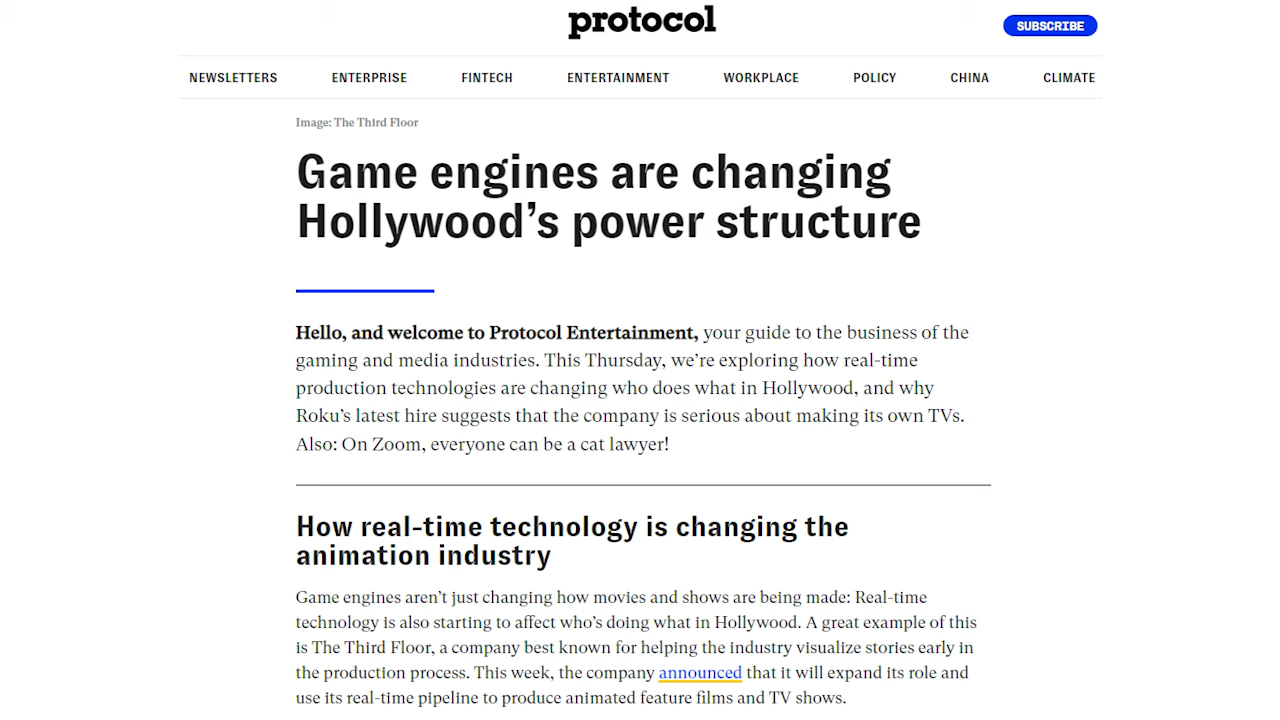 protocol
SUBSCRIBE
NEWSLETTERS ENTERPRISE FINTECH ENTERTAINMENT WORKPLACE POLICY CHINA CLIMATE
Image: The Third Floor
Game engines are changing
Hollywood’s power structure
Hello, and welcome to Protocol Entertainment, your guide to the business of the
gaming and media industries. This Thursday, we’re exploring how real-time
production technologies are changing who does what in Hollywood, and why
Roku’s latest hire suggests that the company is serious about making its own TVs.
Also: On Zoom, everyone can be a cat lawyer!
How real-time technology is changing the
animation industry
Game engines aren’t just changing how movies and shows are being made: Real-time
technology is also starting to affect who’s doing what in Hollywood. A great example of this
is The Third Floor, a company best known for helping the industry visualize stories early in
the production process. This week, the company announced that it will expand its role and
use its real-time pipeline to produce animated feature films and TV shows.